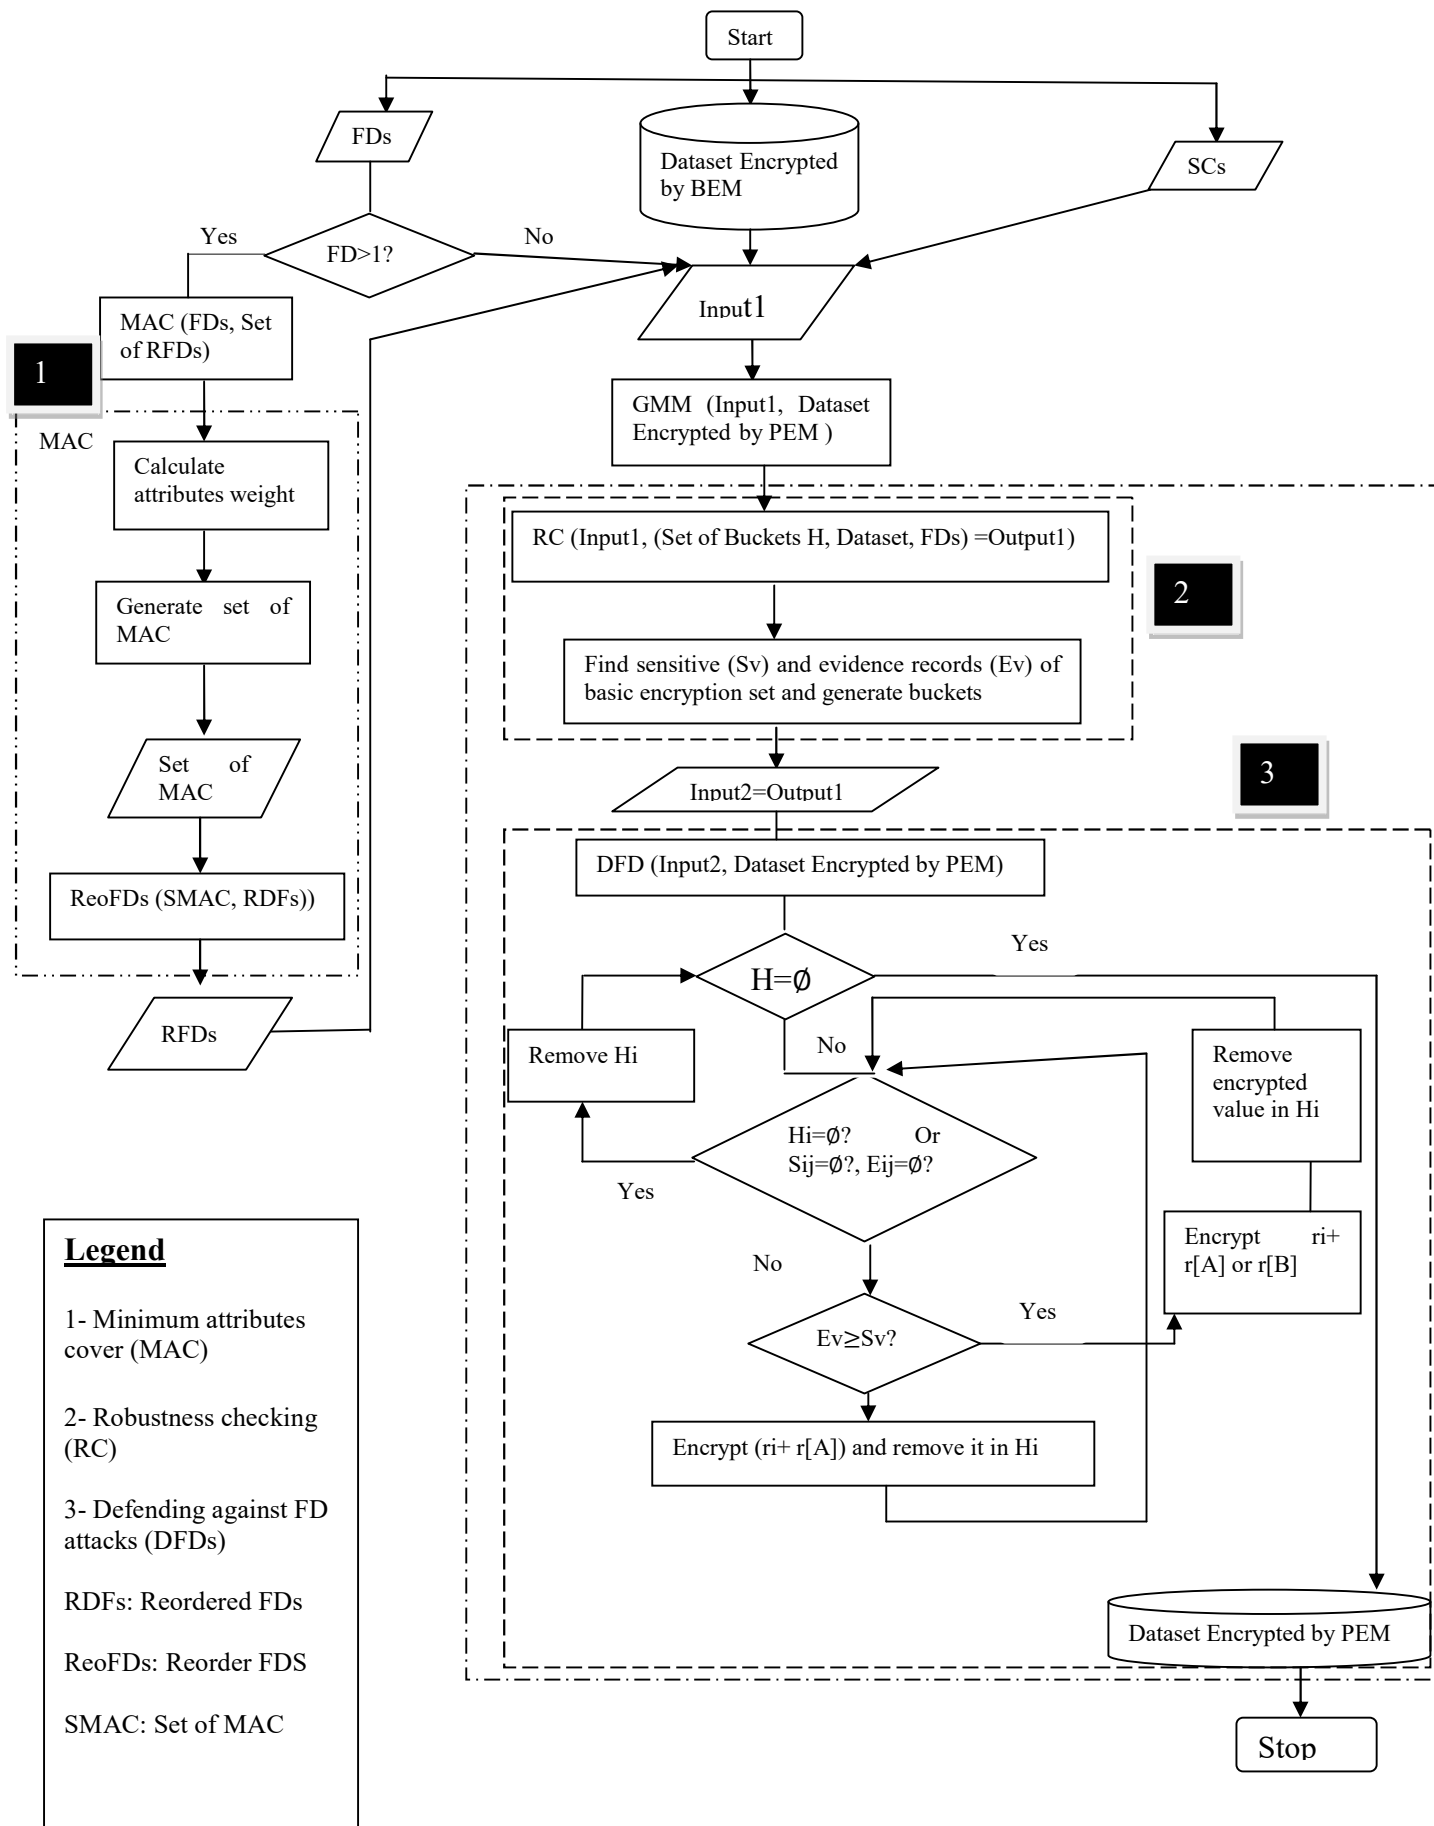 Start
FDs
Dataset Encrypted
by BEM
SCs
Yes
FD>1?
No
Input1
MAC (FDs, Set
of RFDs)
1
MAC
Calculate
attributes weight
Generate set of
MAC
Set of
MAC
ReoFDs (SMAC, RDFs))
RFDs
GMM (Input1, Dataset
Encrypted by PEM )
RC (Input1, (Set of Buckets H, Dataset, FDs) =Output1)
2
Find sensitive (Sv) and evidence records (Ev) of
basic encryption set and generate buckets
Input2=Output1
3
DFD (Input2, Dataset Encrypted by PEM)
H=∅
Yes
No
Remove Hi
Remove
encrypted
value in Hi
Hi=∅? Or
Sij=∅?, Eij=∅?
Yes
No
Encrypt ri+
r[A] or r[B]
Ev≥Sv?
Yes
Encrypt (ri+ r[A]) and remove it in Hi
Dataset Encrypted by PEM
Stop
Legend
1- Minimum attributes
cover (MAC)
2- Robustness checking
(RC)
3- Defending against FD
attacks (DFDs)
RDFs: Reordered FDs
ReoFDs: Reorder FDS
SMAC: Set of MAC